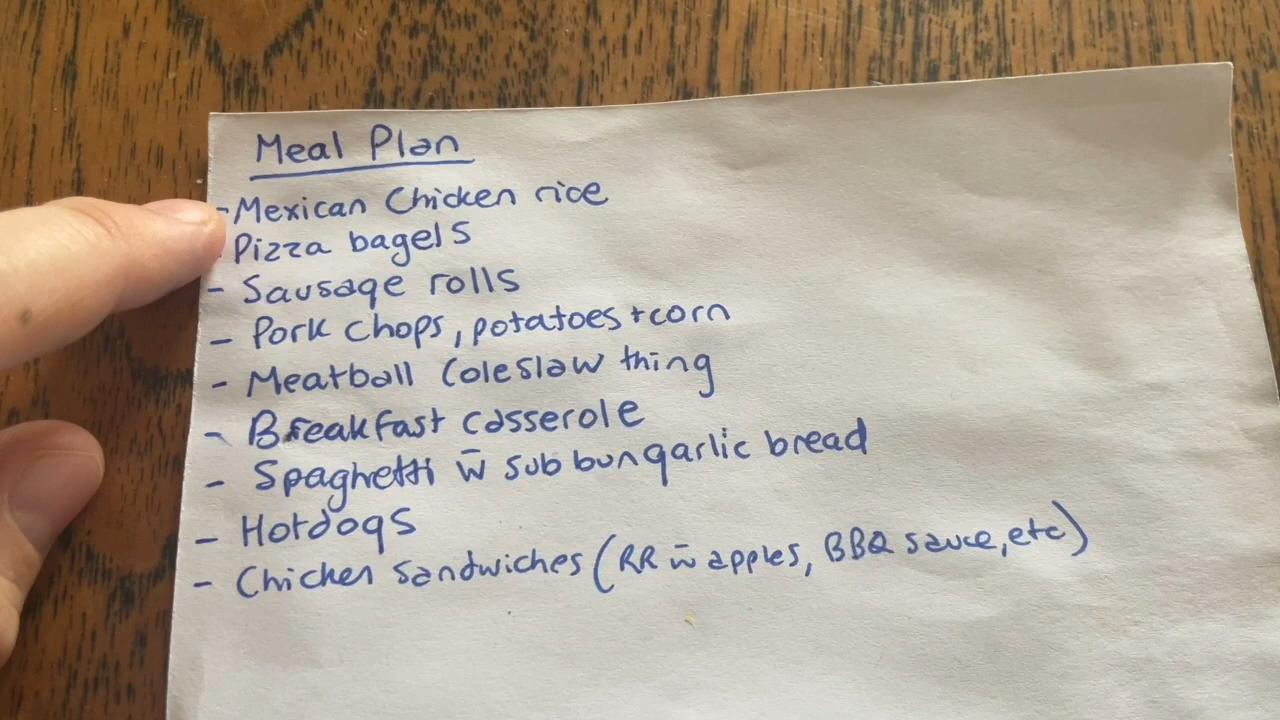 Meal Plan
-Mexican Chicken rice
Pizza bagels
- Sausage rolls
- Pork chops, potatoes + corn
- Meatball Coleslaw thing
- Breakfast casserole
- Spaghetti w̄ sub bun garlic bread
- Hotdogs
- Chicken sandwiches (RR w̄ apples, BBQ sauce, etc)